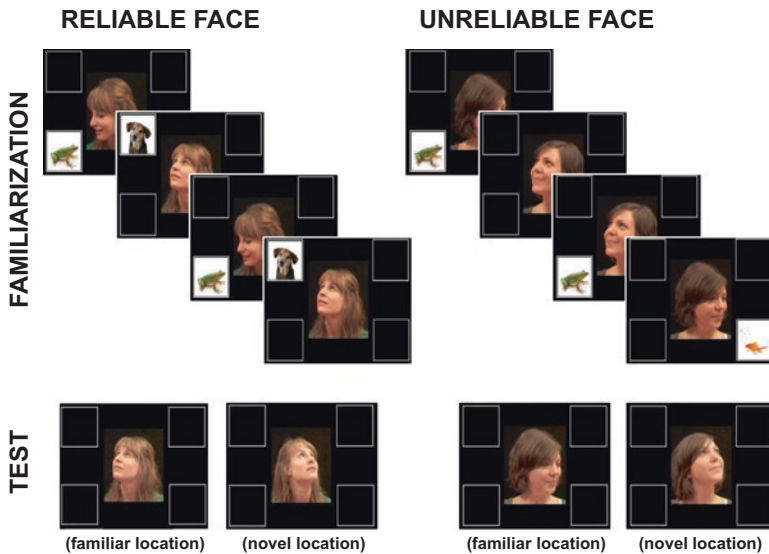 RELIABLE FACE
UNRELIABLE FACE
FAMILIARIZATION
TEST
(familiar location)
(novel location)
(familiar location)
(novel location)